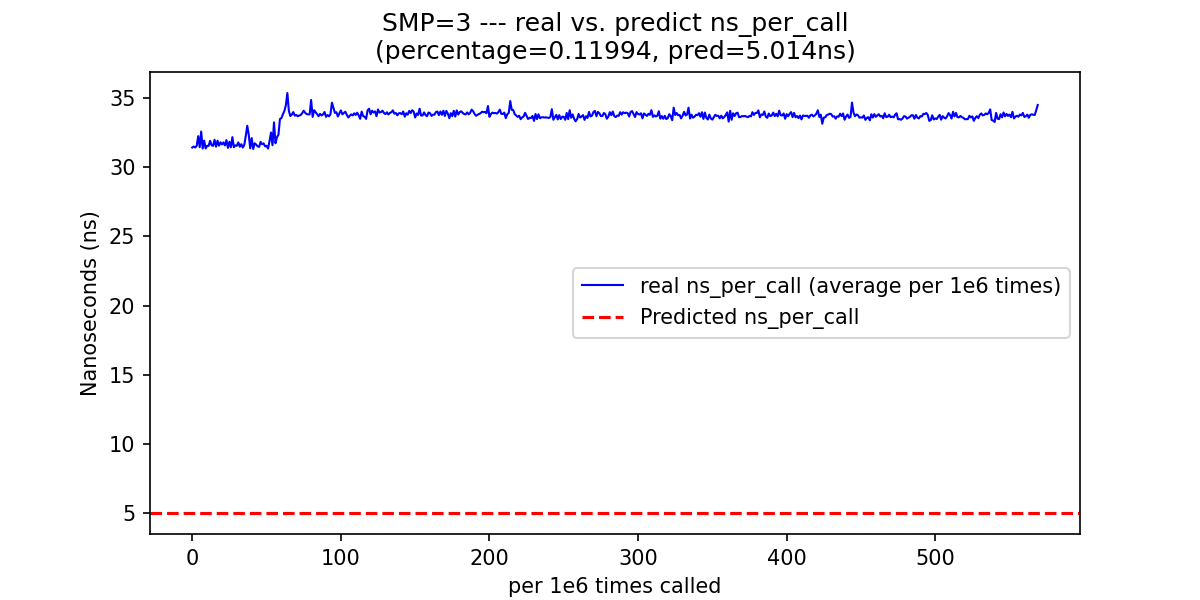 SMP=3 --- real vs. predict ns_per_call
(percentage=0.11994, pred=5.014ns)
Nanoseconds (ns)
35
30
25
20
15
10
5
real ns_per_call (average per 1e6 times)
Predicted ns_per_call
0
100
200
300
400
500
per 1e6 times called